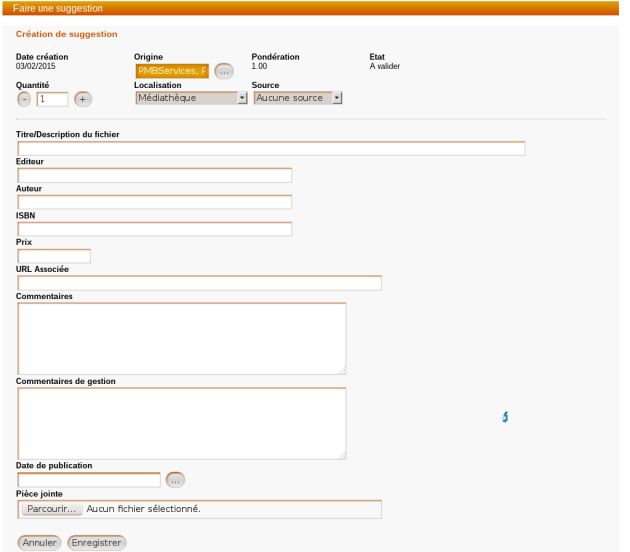 Faire une suggestion
Création de suggestion
Date création Origine Pondération Etat
03/02/2015 PMBServices, F ... 1.00 A valider
Quantité Localisation Source
- 1 + Médiathèque Aucune source
Titre/Description du fichier
Editeur
Auteur
ISBN
Prix
URL Associée
Commentaires
Commentaires de gestion
Date de publication
...
Pièce jointe
Parcourir... Aucun fichier sélectionné.
Annuler Enregistrer